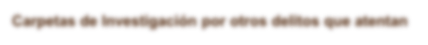 Carpetas de Investigación por otros delitos que atentan